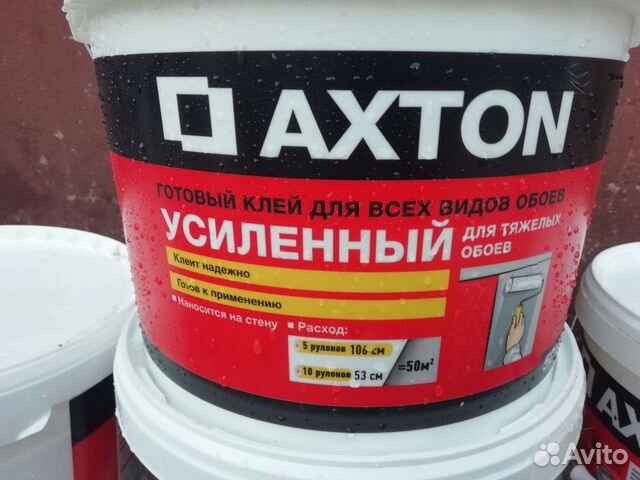 AXTON
ГОТОВЫЙ КЛЕЙ ДЛЯ ВСЕХ ВИДОВ ОБОЕВ
УСИЛЕННЫЙ
ДЛЯ ТЯЖЕЛЫХ
ОБОЕВ
Клеит надежно
Готов к применению
▪ Наносится на стену
▪ Расход:
5 рулонов 106 см
10 рулонов 53 см
=50м²
AX
Avito